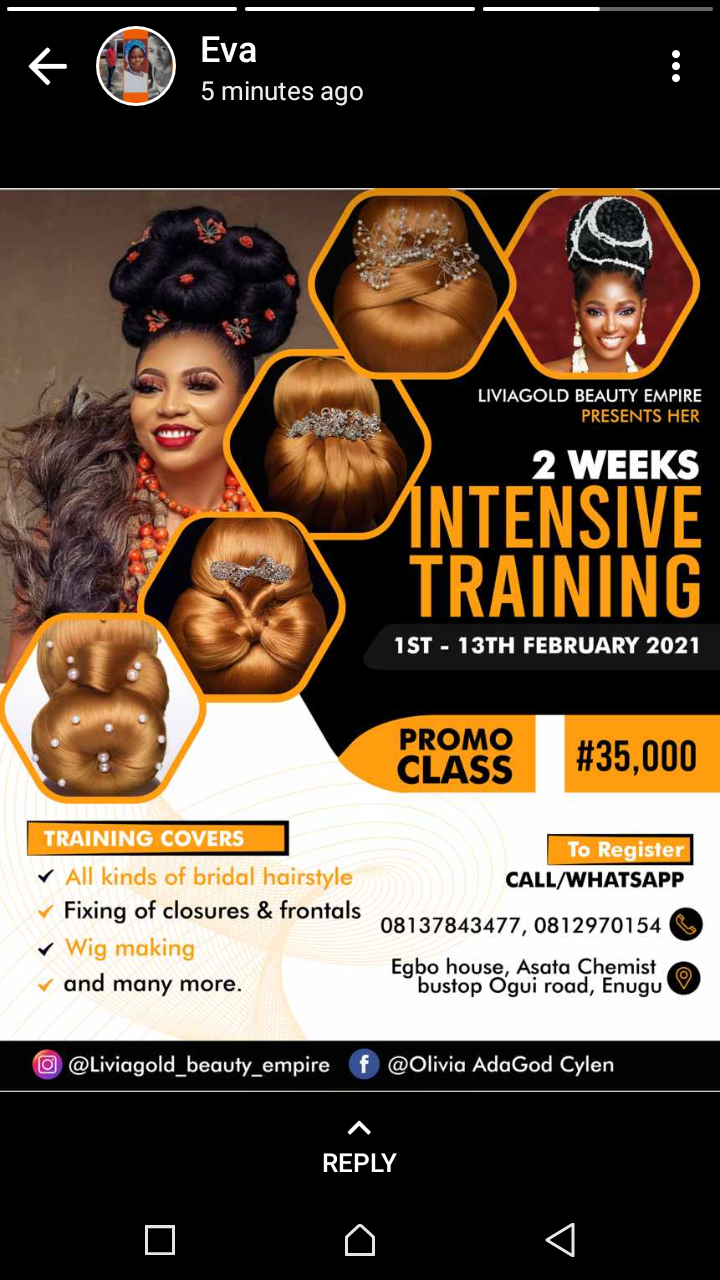 Eva
5 minutes ago
LIVIAGOLD BEAUTY EMPIRE
PRESENTS HER
2 WEEKS
INTENSIVE
TRAINING
1ST - 13TH FEBRUARY 2021
PROMO
CLASS
#35,000
TRAINING COVERS
All kinds of bridal hairstyle
Fixing of closures & frontals
Wig making
and many more.
To Register
CALL/WHATSAPP
08137843477, 0812970154
Egbo house, Asata Chemist
bustop Ogui road, Enugu
@Liviagold_beauty_empire
@Olivia AdaGod Cylen
REPLY